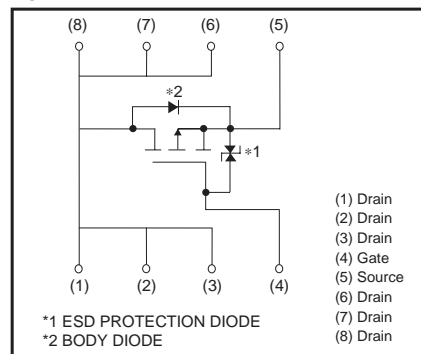 (8) (7) (6) (5)
*2
*1
(1) (2) (3) (4)
(1) Drain
(2) Drain
(3) Drain
(4) Gate
(5) Source
(6) Drain
(7) Drain
(8) Drain
*1 ESD PROTECTION DIODE
*2 BODY DIODE